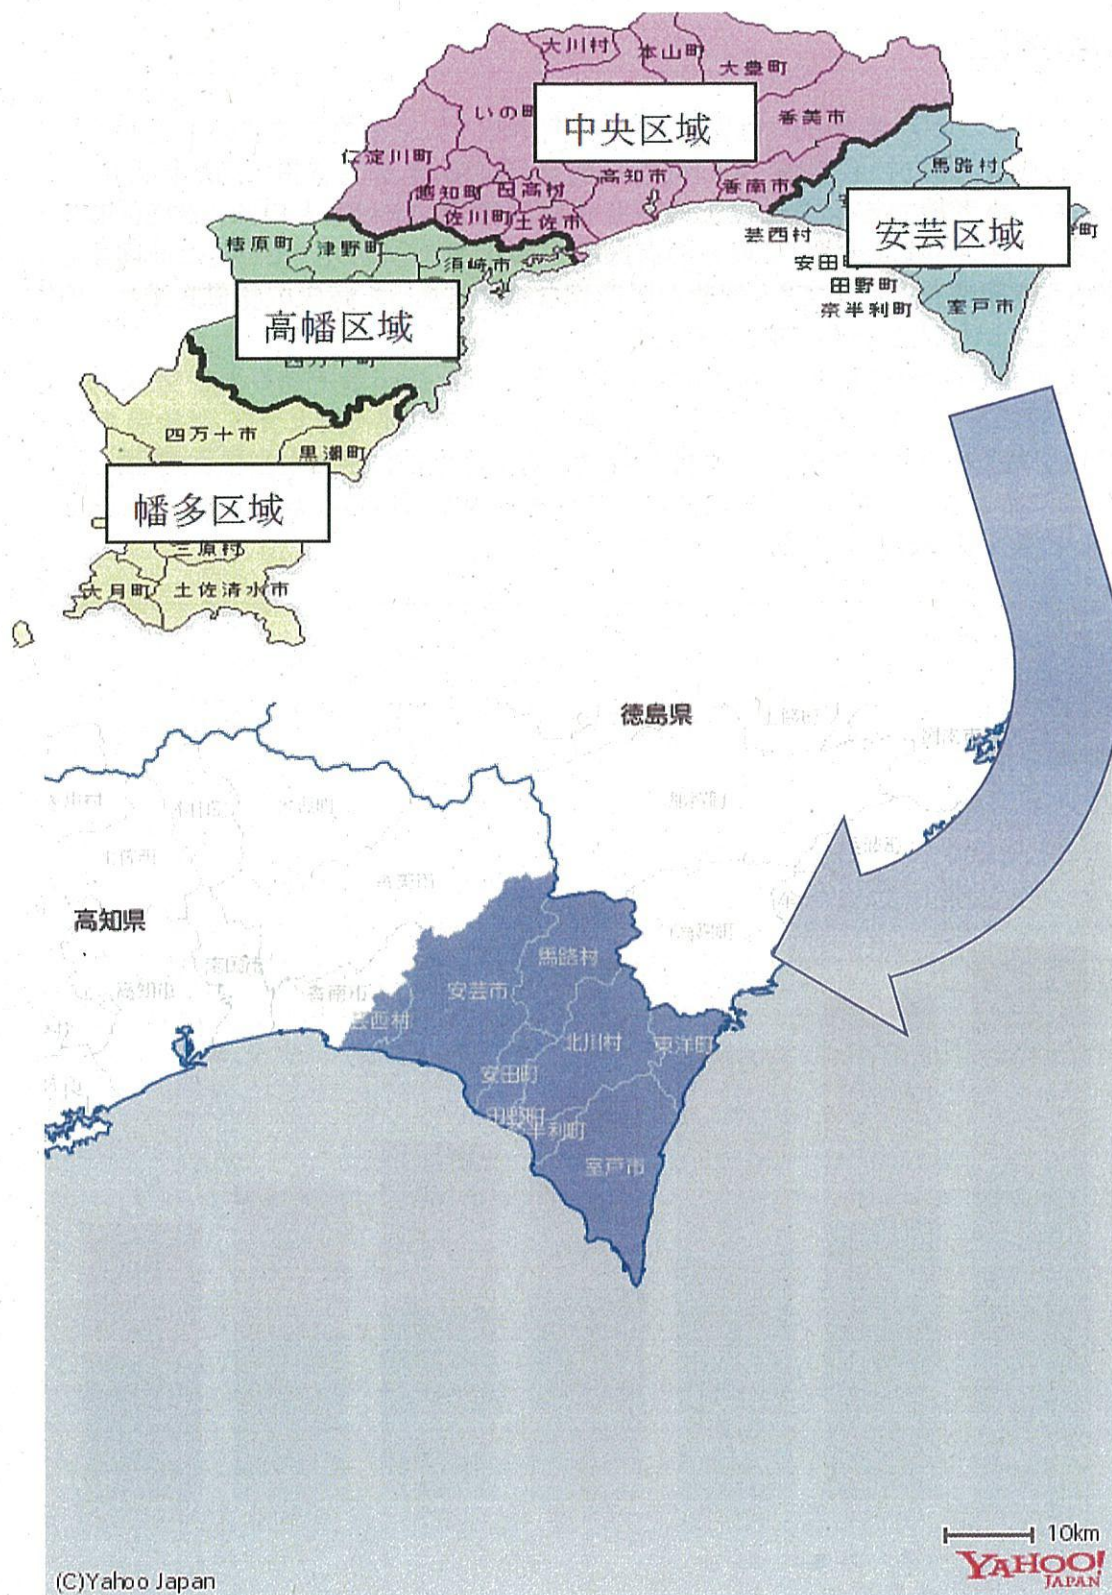 大川村
本山町
大豊町
いの町
中央区域
香美市
仁淀川町
馬路村
高知市
越知町
日高村
香南市
佐川町
土佐市
安芸区域
梼原町
津野町
芸西村
須崎市
安田町
田野町
奈半利町
室戸市
高幡区域
四万十町
四万十市
黒潮町
幡多区域
三原村
大月町
土佐清水市
徳島県
高知県
馬路村
安芸市
香南市
芸西村
北川村
東洋町
安田町
田野町
半利町
室戸市
10km
YAHOO!
JAPAN
(C)Yahoo Japan